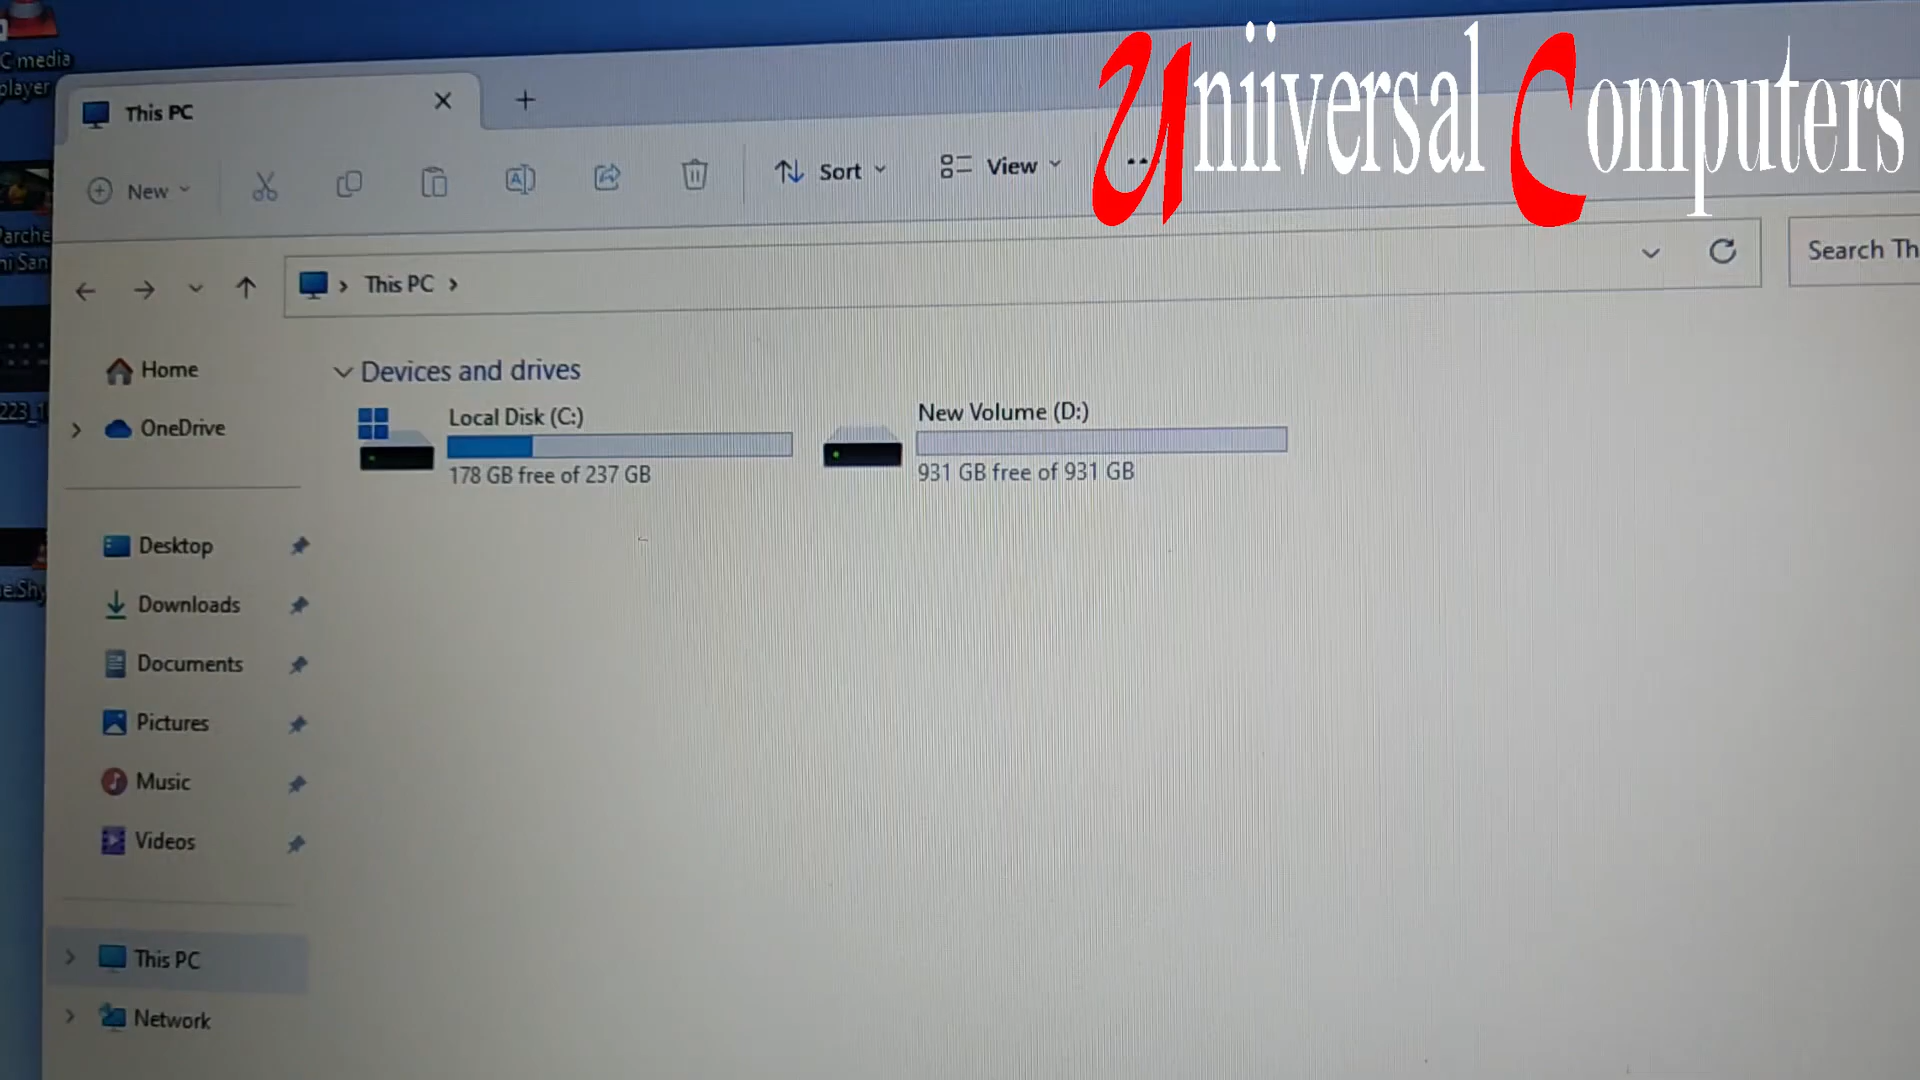 Uniiversal Computers
C media
player
This PC
New
Sort
View
This PC
Search Th
Home
OneDrive
Devices and drives
Local Disk (C:)
178 GB free of 237 GB
New Volume (D:)
931 GB free of 931 GB
Desktop
Downloads
Documents
Pictures
Music
Videos
This PC
Network